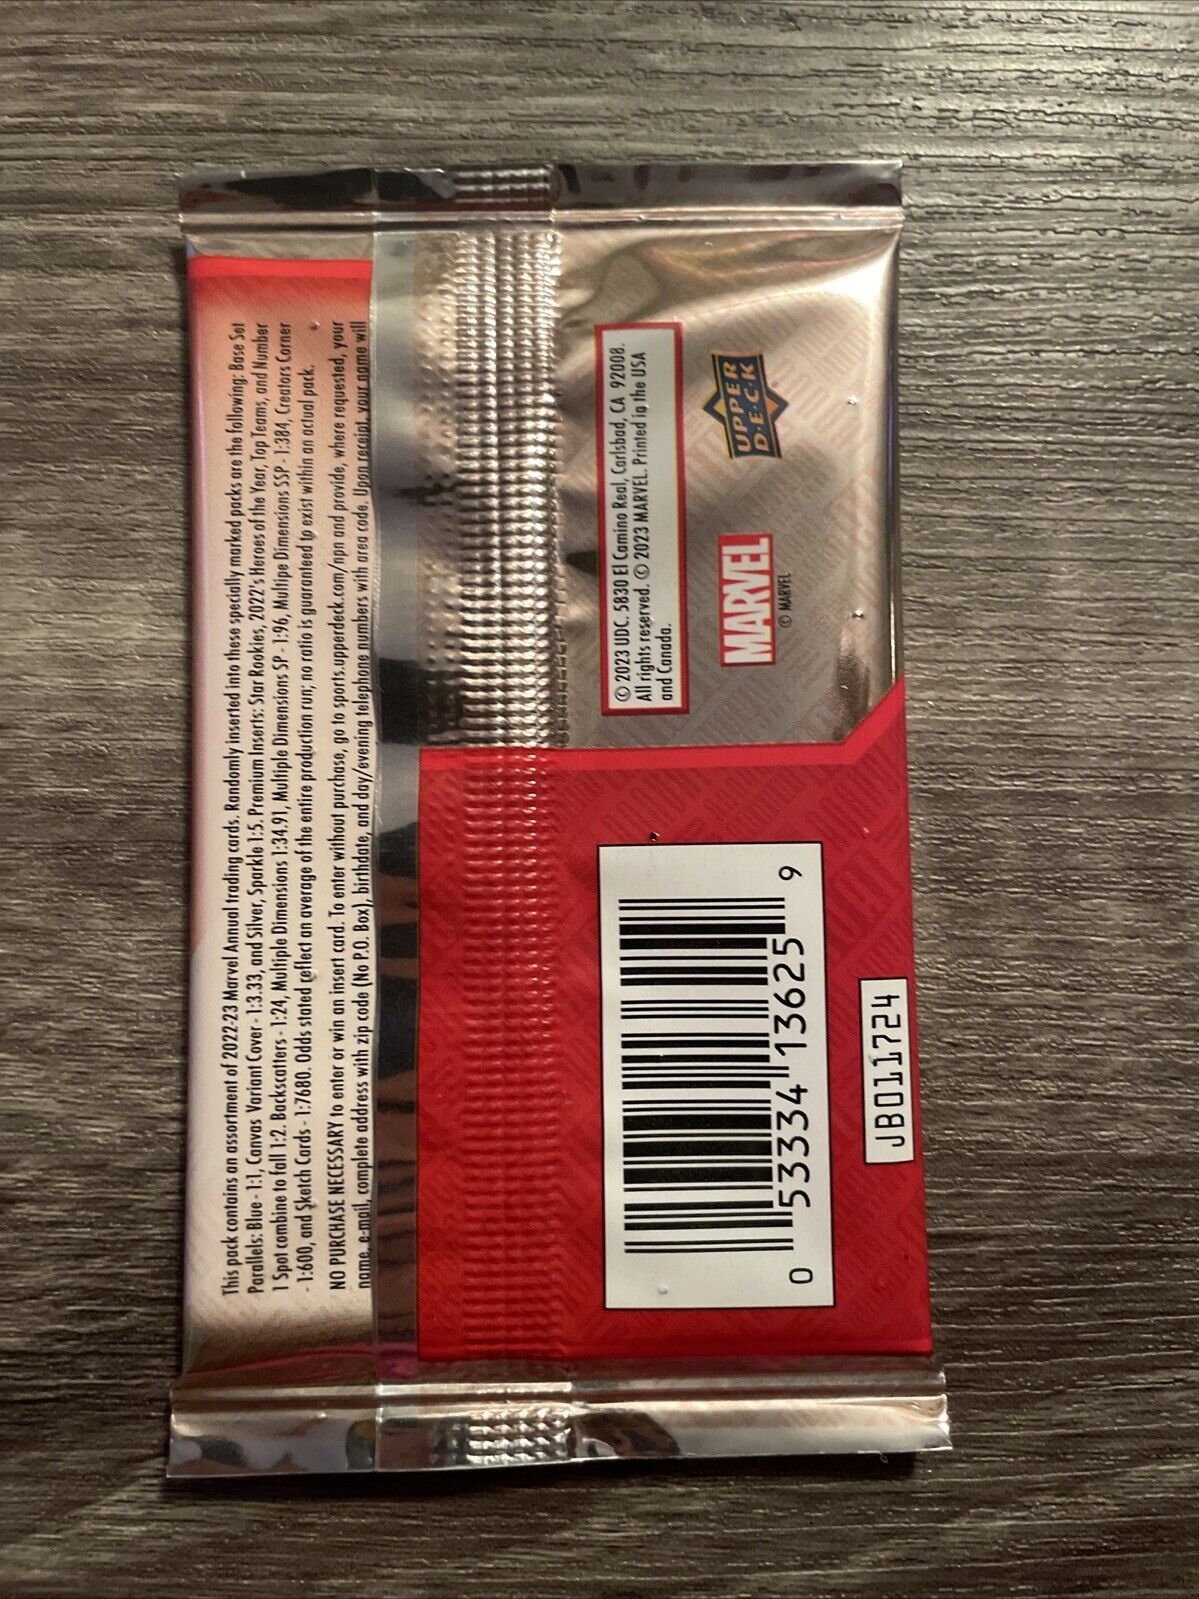 This pack contains an assortment of 2022-23 Marvel Annual trading cards. Randomly inserted into these specially marked packs are the following: Base Set
Parallels: Blue - 1:1, Canvas Variant Cover - 1:3.33, and Silver, Sparkle 1:5. Premium Inserts: Star Rookies, 2022's Heroes of the Year, Top Teams, and Number
1 Spot combine to fall 1:2. Backscatters - 1:24, Multiple Dimensions 1:34.91, Multiple Dimensions SP - 1:96, Multipe Dimensions SSP - 1:384, Creators Corner
- 1:600, and Sketch Cards - 1:7680. Odds stated reflect an average of the entire production run; no ratio is guaranteed to exist within an actual pack.
NO PURCHASE NECESSARY to enter or win an insert card. To enter without purchase, go to sports.upperdeck.com/npn and provide, where requested, your
name, e-mail, complete address with zip code (No P.O. Box), birthdate, and day/evening telephone numbers with area code. Upon receipt, your name will
© 2023 UDC. 5830 El Camino Real, Carlsbad, CA 92008.
All rights reserved. © 2023 MARVEL. Printed in the USA
and Canada.
UPPER
D·E·C·K
MARVEL
© MARVEL
0 53334 13625 9
JB011724